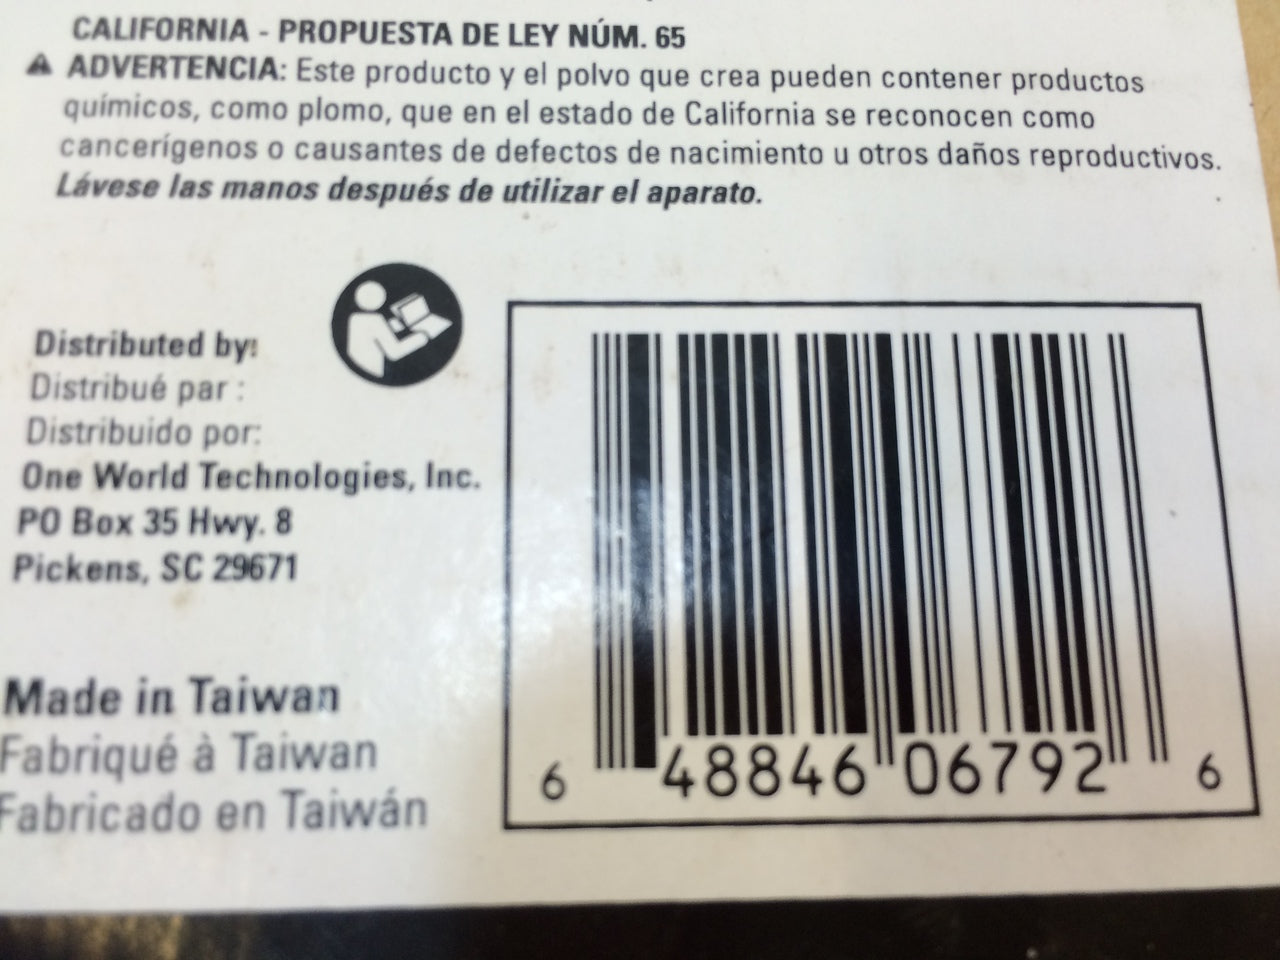 CALIFORNIA - PROPUESTA DE LEY NÚM. 65
ADVERTENCIA: Este producto y el polvo que crea pueden contener productos
químicos, como plomo, que en el estado de California se reconocen como
cancerígenos o causantes de defectos de nacimiento u otros daños reproductivos.
Lávese las manos después de utilizar el aparato.
Distributed by:
Distribué par :
Distribuido por:
One World Technologies, Inc.
PO Box 35 Hwy. 8
Pickens, SC 29671
Made in Taiwan
Fabriqué à Taiwan
Fabricado en Taiwán
6 48846 06792 6